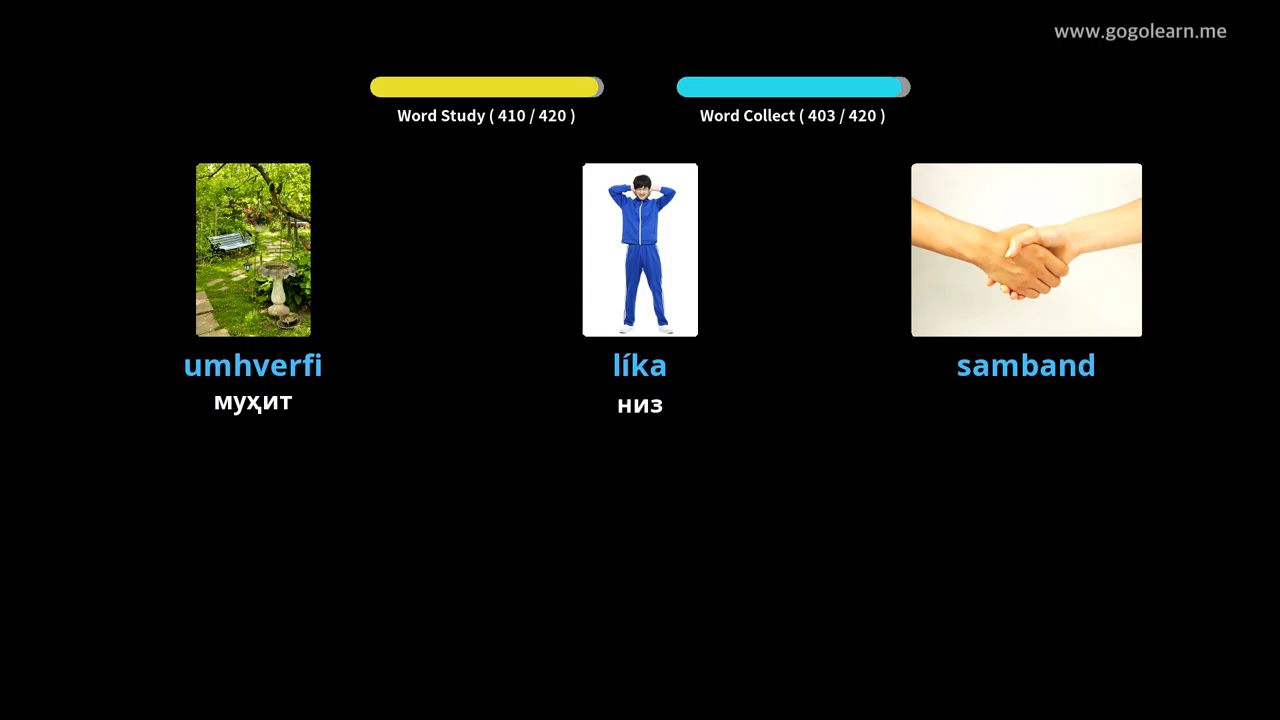 www.gogolearn.me
Word Study ( 410 / 420 )
Word Collect ( 403 / 420 )
umhverfi
муҳит
líka
низ
samband